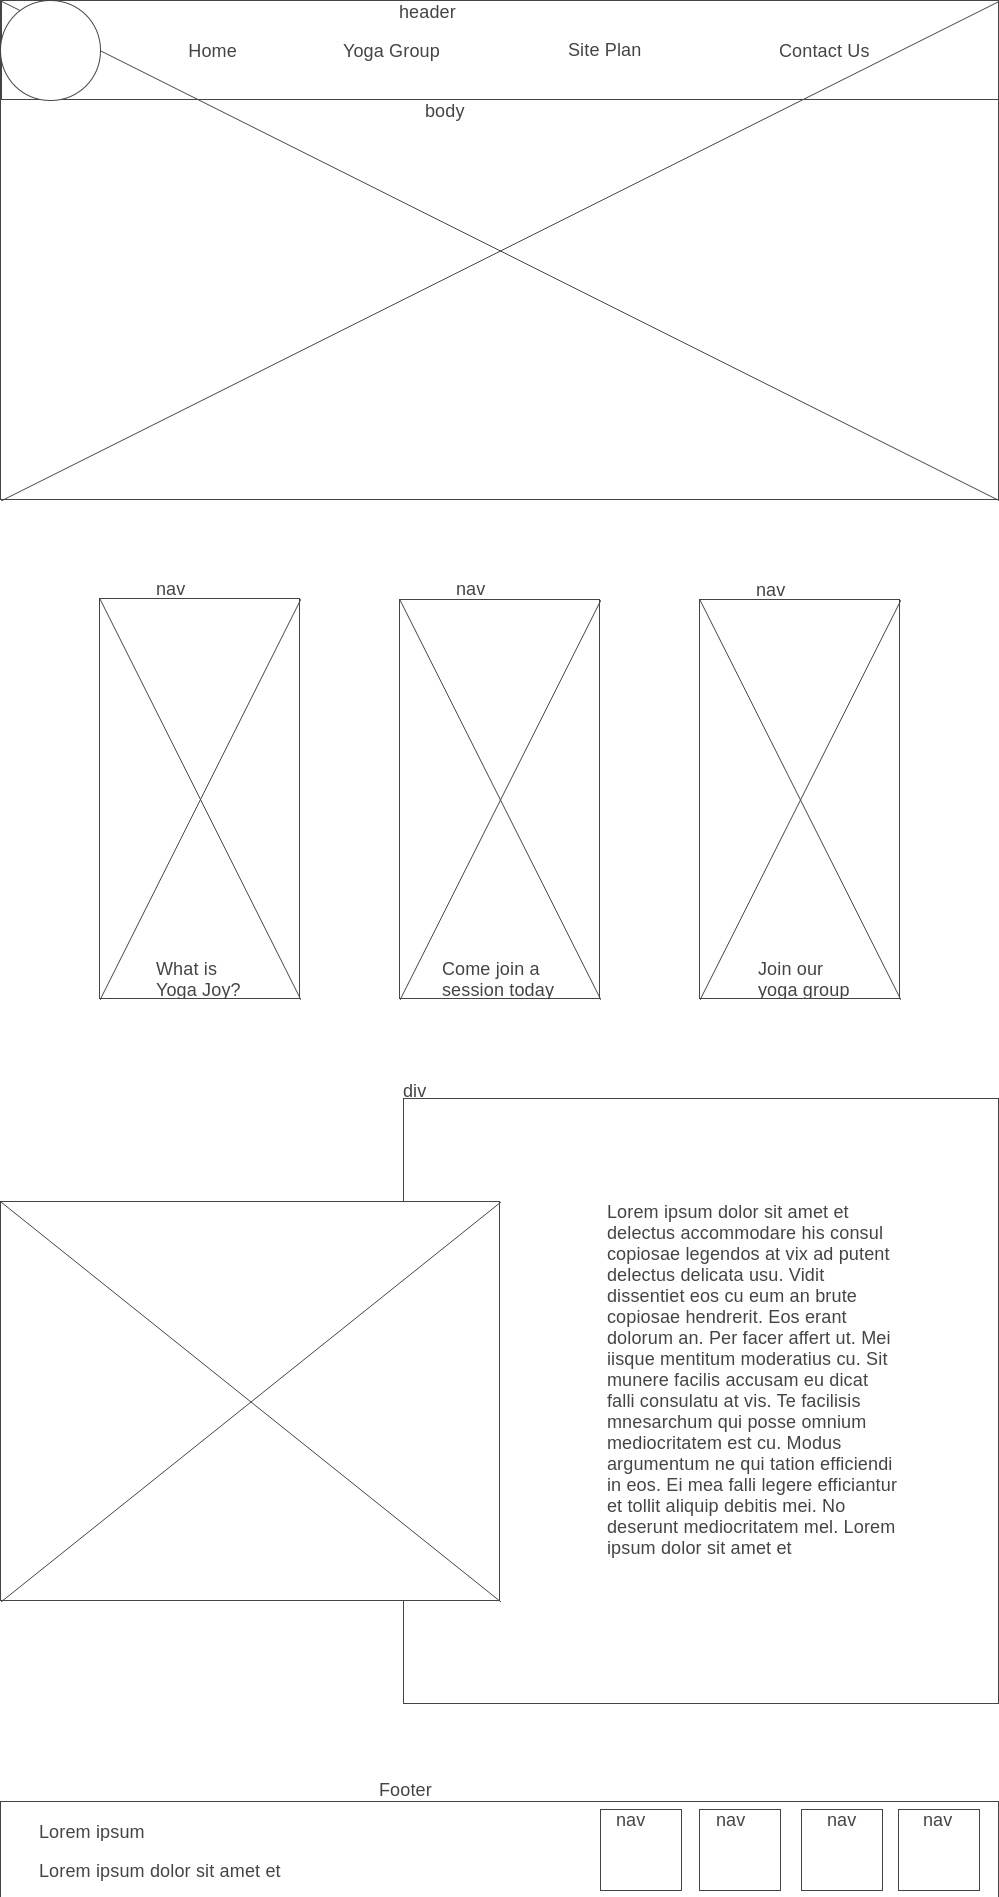 header
Home
Yoga Group
Site Plan
Contact Us
body
nav
nav
nav
What is
Yoga Joy?
Come join a
session today
Join our
yoga group
div
Lorem ipsum dolor sit amet et
delectus accommodare his consul
copiosae legendos at vix ad putent
delectus delicata usu. Vidit
dissentiet eos cu eum an brute
copiosae hendrerit. Eos erant
dolorum an. Per facer affert ut. Mei
iisque mentitum moderatius cu. Sit
munere facilis accusam eu dicat
falli consulatu at vis. Te facilisis
mnesarchum qui posse omnium
mediocritatem est cu. Modus
argumentum ne qui tation efficiendi
in eos. Ei mea falli legere efficiantur
et tollit aliquip debitis mei. No
deserunt mediocritatem mel. Lorem
ipsum dolor sit amet et
Footer
Lorem ipsum
Lorem ipsum dolor sit amet et
nav
nav
nav
nav